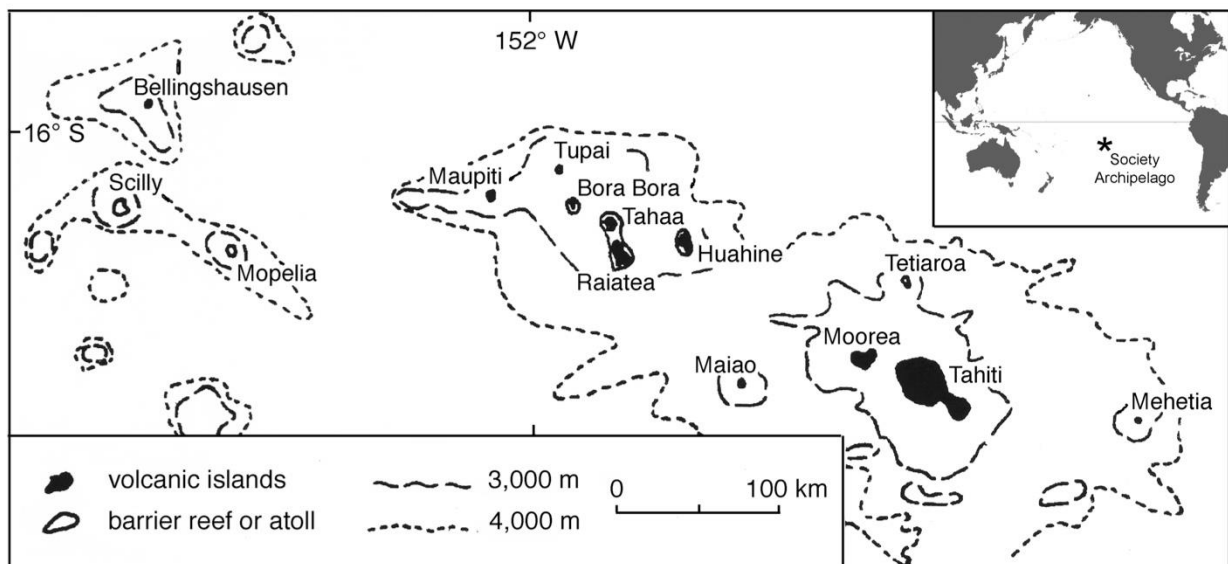 152° W
Bellingshausen
16° S
Society
Archipelago
Tupai
Maupiti
Scilly
Bora Bora
Tahaa
Huahine
Mopelia
Raiatea
Tetiaroa
Moorea
Maiao
Tahiti
Mehetia
volcanic islands
3,000 m
0 100 km
barrier reef or atoll
4,000 m